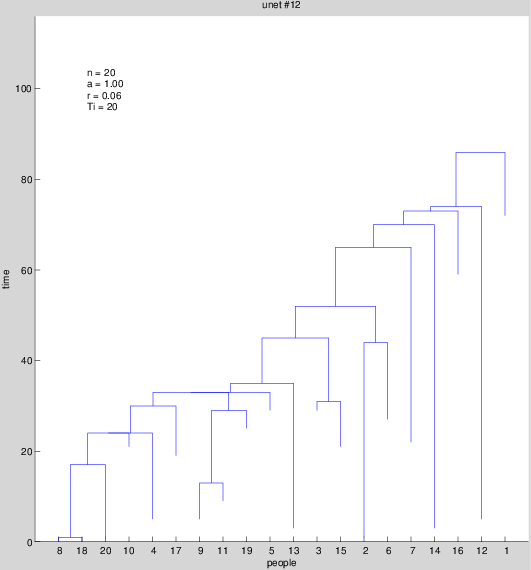 unet #12
n = 20
a = 1.00
r = 0.06
Ti = 20
100
80
60
40
20
0
time
8 18 20 10 4 17 9 11 19 5 13 3 15 2 6 7 14 16 12 1
people